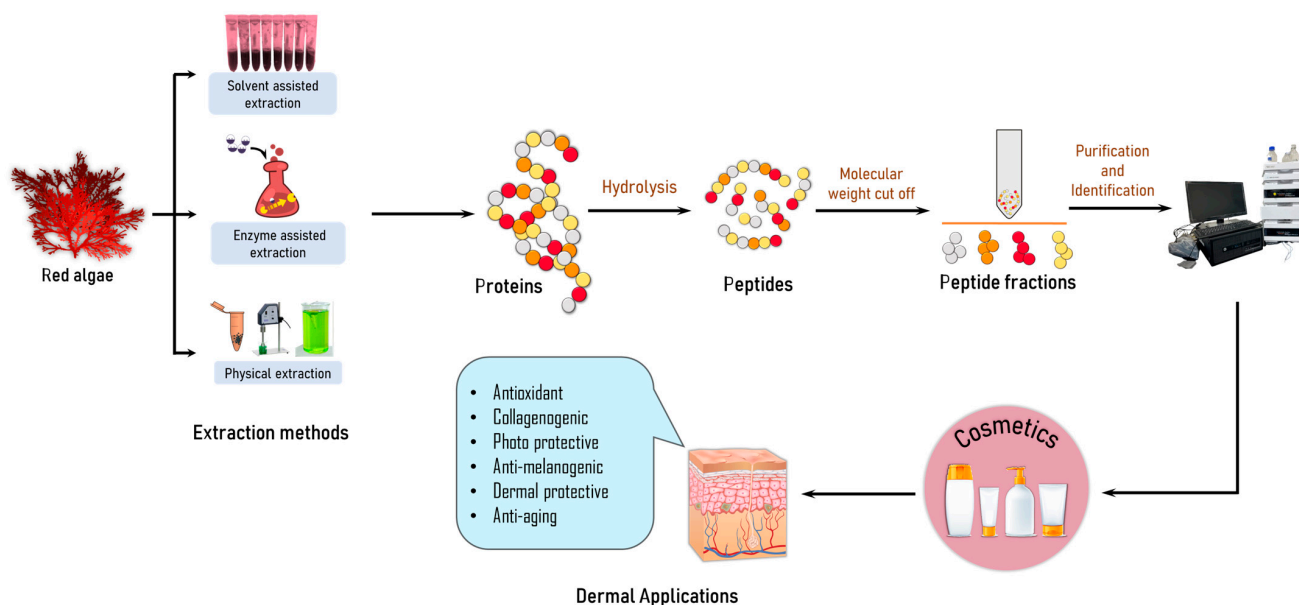 Solvent assisted
extraction
Enzyme assisted
extraction
Red algae
Physical extraction
Extraction methods
Proteins
Hydrolysis
Peptides
Molecular
weight cut off
Peptide fractions
Purification
and
Identification
Cosmetics
• Antioxidant
• Collagenogenic
• Photo protective
• Anti-melanogenic
• Dermal protective
• Anti-aging
Dermal Applications